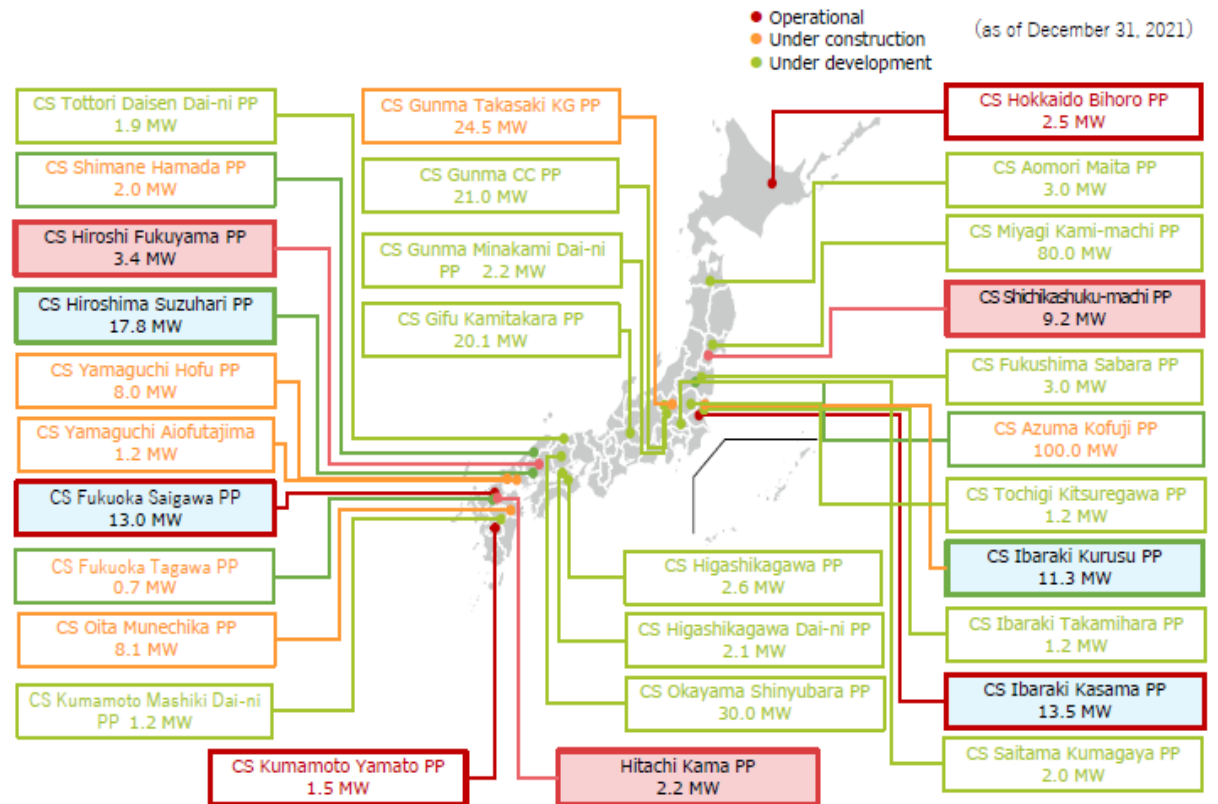 Operational
Under construction
Under development
(as of December 31, 2021)
CS Tottori Daisen Dai-ni PP
1.9 MW
CS Shimane Hamada PP
2.0 MW
CS Hiroshi Fukuyama PP
3.4 MW
CS Hiroshima Suzuhari PP
17.8 MW
CS Yamaguchi Hofu PP
8.0 MW
CS Yamaguchi Aiofutajima
1.2 MW
CS Fukuoka Saigawa PP
13.0 MW
CS Fukuoka Tagawa PP
0.7 MW
CS Oita Munechika PP
8.1 MW
CS Kumamoto Mashiki Dai-ni
PP 1.2 MW
CS Kumamoto Yamato PP
1.5 MW
CS Gunma Takasaki KG PP
24.5 MW
CS Gunma CC PP
21.0 MW
CS Gunma Minakami Dai-ni
PP 2.2 MW
CS Gifu Kamitakara PP
20.1 MW
CS Higashikagawa PP
2.6 MW
CS Higashikagawa Dai-ni PP
2.1 MW
CS Okayama Shinyubara PP
30.0 MW
Hitachi Kama PP
2.2 MW
CS Hokkaido Bihoro PP
2.5 MW
CS Aomori Maita PP
3.0 MW
CS Miyagi Kami-machi PP
80.0 MW
CS Shichikashuku-machi PP
9.2 MW
CS Fukushima Sabara PP
3.0 MW
CS Azuma Kofuji PP
100.0 MW
CS Tochigi Kitsuregawa PP
1.2 MW
CS Ibaraki Kurusu PP
11.3 MW
CS Ibaraki Takamihara PP
1.2 MW
CS Ibaraki Kasama PP
13.5 MW
CS Saitama Kumagaya PP
2.0 MW